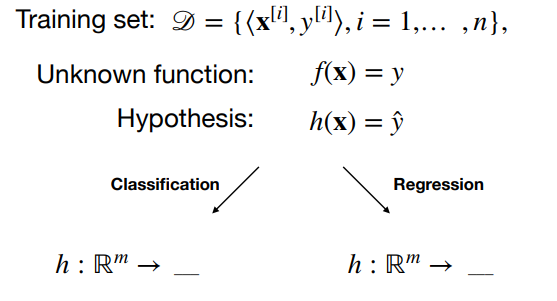 Training set: 𝒟 = {⟨𝐱^[i], y^[i]⟩, i = 1,… , n},
Unknown function: f(𝐱) = y
Hypothesis: h(𝐱) = ŷ
Classification Regression
h : ℝ^m → __ h : ℝ^m → __